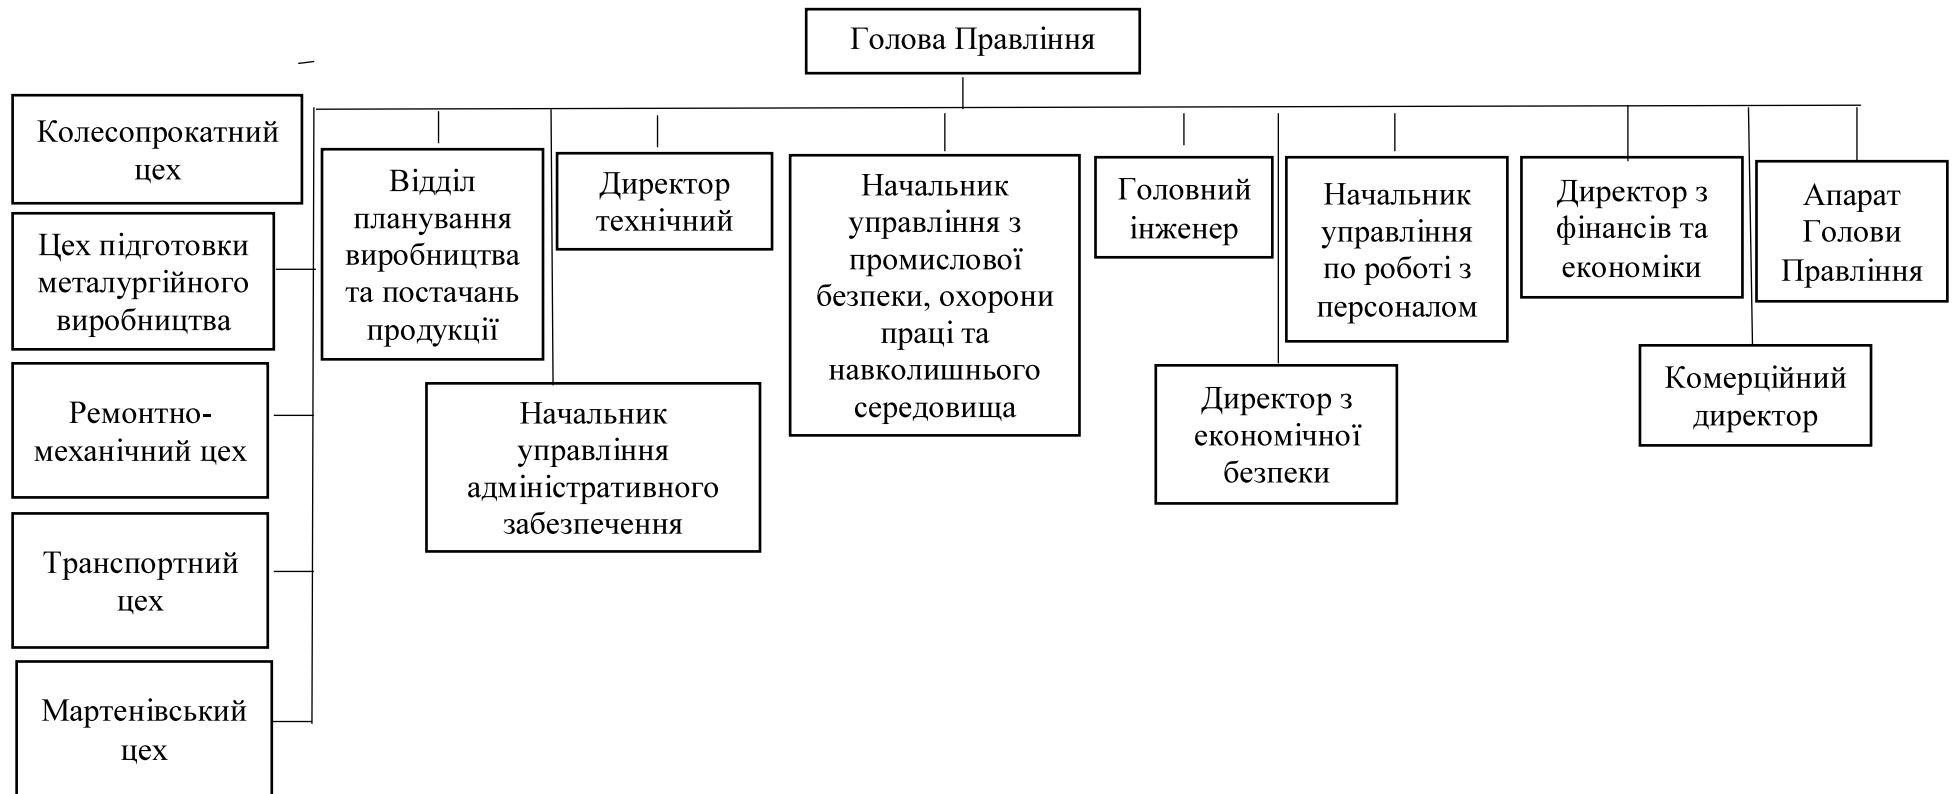 Голова Правління
Колесопрокатний
цех
Цех підготовки
металургійного
виробництва
Ремонтно-
механічний цех
Транспортний
цех
Мартенівський
цех
Відділ
планування
виробництва
та постачань
продукції
Начальник
управління
адміністративного
забезпечення
Директор
технічний
Начальник
управління з
промислової
безпеки, охорони
праці та
навколишнього
середовища
Головний
інженер
Директор з
економічної
безпеки
Начальник
управління
по роботі з
персоналом
Директор з
фінансів та
економіки
Комерційний
директор
Апарат
Голови
Правління